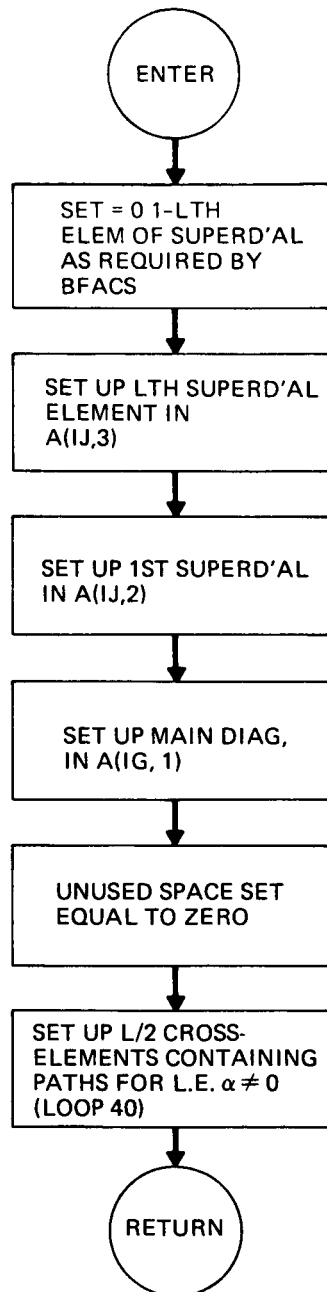 ENTER
SET = 0 1-LTH
ELEM OF SUPERD'AL
AS REQUIRED BY
BFACS
SET UP LTH SUPERD'AL
ELEMENT IN
A(IJ,3)
SET UP 1ST SUPERD'AL
IN A(IJ,2)
SET UP MAIN DIAG,
IN A(IG, 1)
UNUSED SPACE SET
EQUAL TO ZERO
SET UP L/2 CROSS-
ELEMENTS CONTAINING
PATHS FOR L.E. α ≠ 0
(LOOP 40)
RETURN